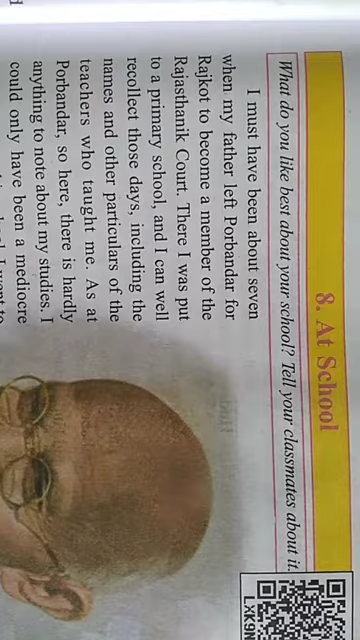 8. At School
What do you like best about your school? Tell your classmates about it.
I must have been about seven
when my father left Porbandar for
Rajkot to become a member of the
Rajasthanik Court. There I was put
to a primary school, and I can well
recollect those days, including the
names and other particulars of the
teachers who taught me. As at
Porbandar, so here, there is hardly
anything to note about my studies. I
could only have been a mediocre